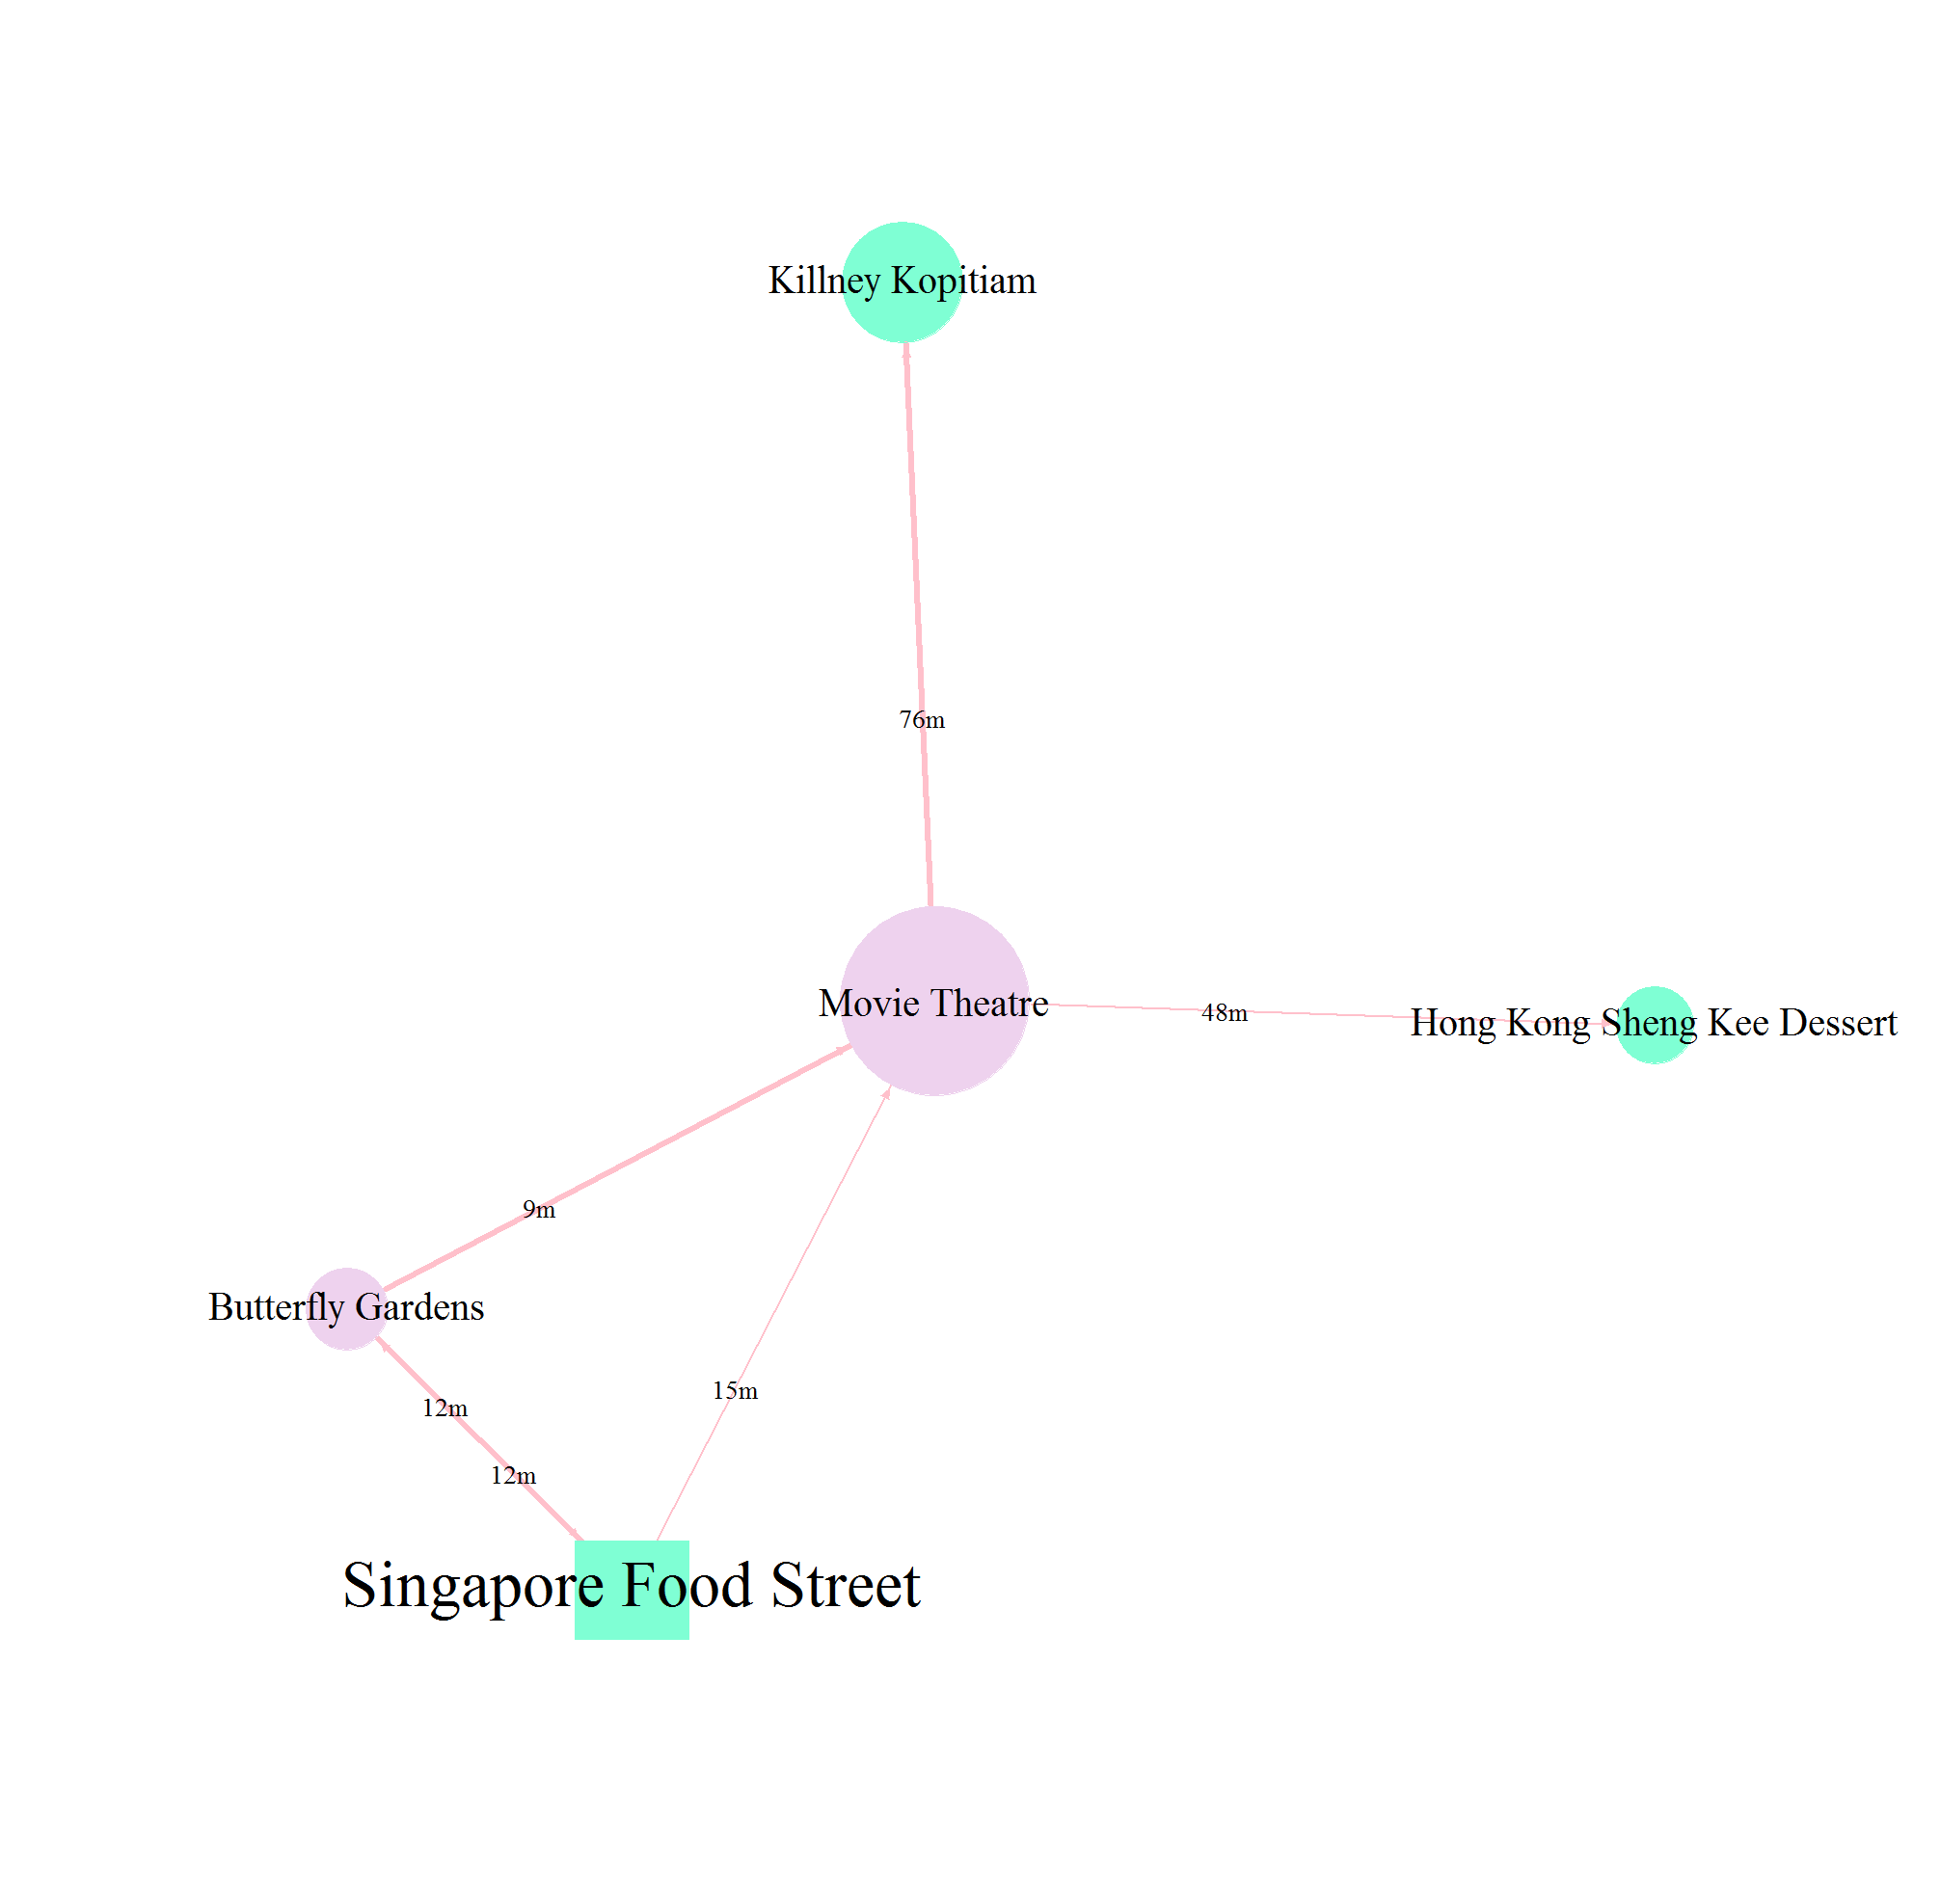 Killney Kopitiam
76m
Movie Theatre
48m
Hong Kong Sheng Kee Dessert
9m
Butterfly Gardens
15m
12m
12m
Singapore Food Street